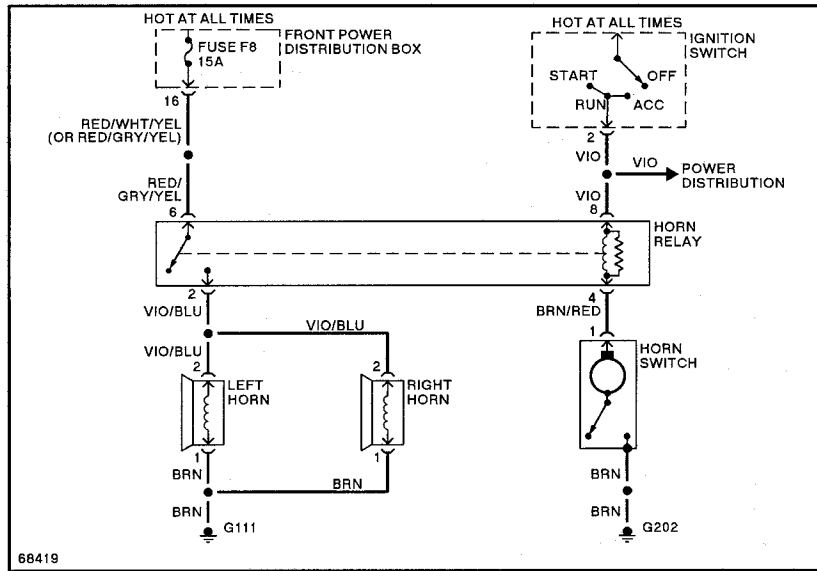 HOT AT ALL TIMES
FUSE F8
15A
FRONT POWER
DISTRIBUTION BOX
16
RED/WHT/YEL
(OR RED/GRY/YEL)
RED/
GRY/YEL
6
HOT AT ALL TIMES
IGNITION
SWITCH
START
OFF
RUN
ACC
2
VIO
VIO
POWER
DISTRIBUTION
VIO
8
HORN
RELAY
2
VIO/BLU
VIO/BLU
VIO/BLU
2
LEFT
HORN
1
BRN
BRN
BRN
G111
2
RIGHT
HORN
1
4
BRN/RED
1
HORN
SWITCH
BRN
BRN
G202
68419